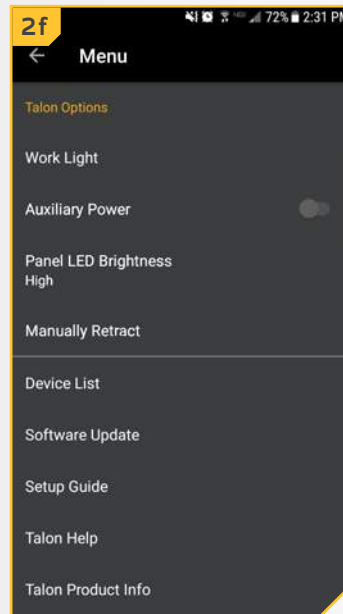 2f
72% 2:31 PM
Menu
Talon Options
Work Light
Auxiliary Power
Panel LED Brightness
High
Manually Retract
Device List
Software Update
Setup Guide
Talon Help
Talon Product Info